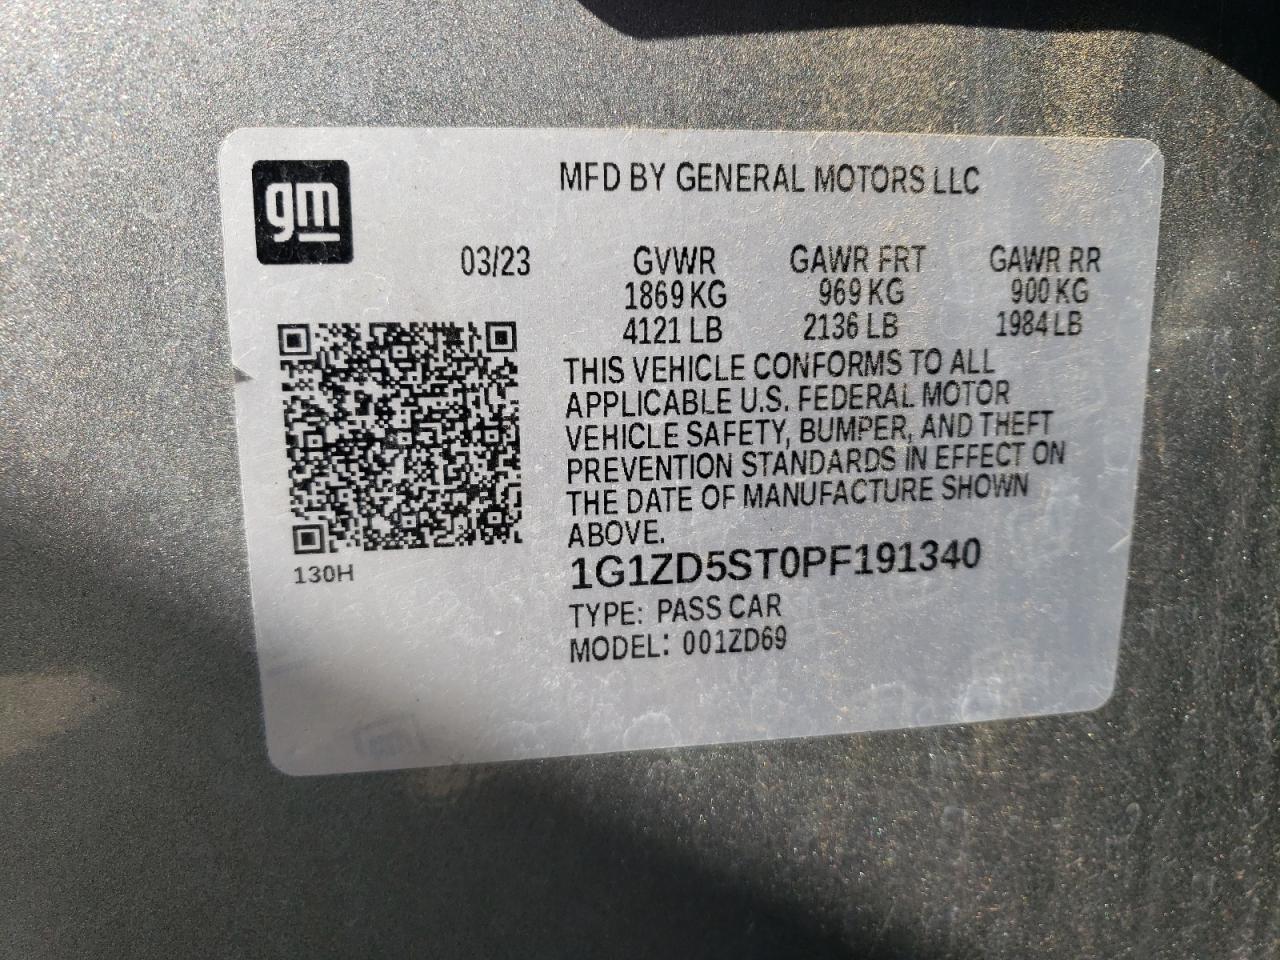 gm
MFD BY GENERAL MOTORS LLC
03/23 GVWR GAWR FRT GAWR RR
1869 KG 969 KG 900 KG
4121 LB 2136 LB 1984 LB
THIS VEHICLE CONFORMS TO ALL
APPLICABLE U.S. FEDERAL MOTOR
VEHICLE SAFETY, BUMPER, AND THEFT
PREVENTION STANDARDS IN EFFECT ON
THE DATE OF MANUFACTURE SHOWN
ABOVE.
1G1ZD5ST0PF191340
130H
TYPE: PASS CAR
MODEL: 001ZD69